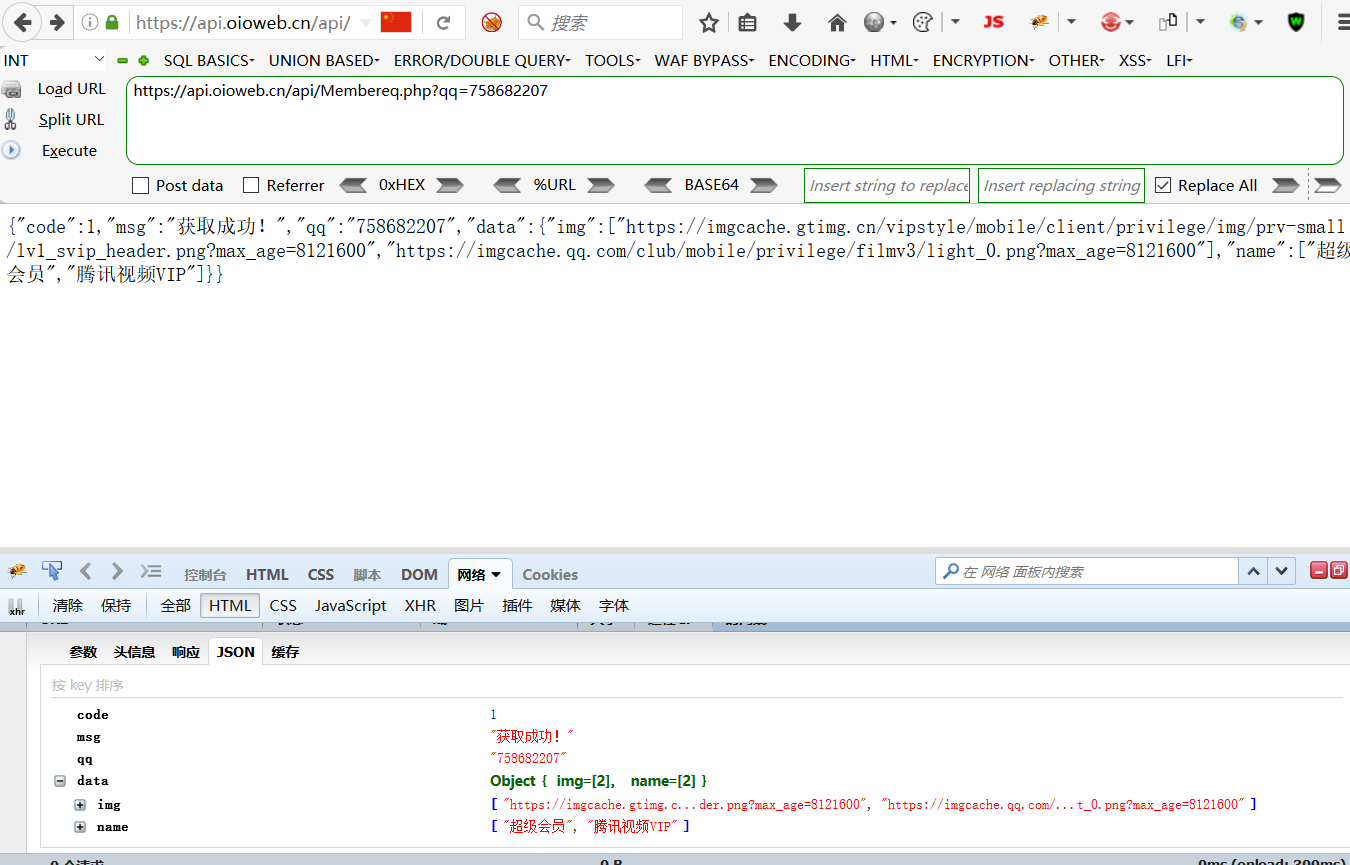 https://api.oioweb.cn/api/
搜索
JS
INT
SQL BASICS
UNION BASED
ERROR/DOUBLE QUERY
TOOLS
WAF BYPASS
ENCODING
HTML
ENCRYPTION
OTHER
XSS
LFI
Load URL
https://api.oioweb.cn/api/Membereq.php?qq=758682207
Split URL
Execute
Post data
Referrer
0xHEX
%URL
BASE64
Insert string to replace
Insert replacing string
Replace All
{"code":1,"msg":"获取成功！","qq":"758682207","data":{"img":["https://imgcache.gtimg.cn/vipstyle/mobile/client/privilege/img/prv-small
/lv1_svip_header.png?max_age=8121600","https://imgcache.qq.com/club/mobile/privilege/filmv3/light_0.png?max_age=8121600"],"name":["超级
会员","腾讯视频VIP"]}}
控制台
HTML
CSS
脚本
DOM
网络
Cookies
在 网络 面板内搜索
xhr
清除
保持
全部
HTML
CSS
JavaScript
XHR
图片
插件
媒体
字体
参数
头信息
响应
JSON
缓存
按 key 排序
code 1
msg "获取成功！"
qq "758682207"
data Object { img=[2], name=[2] }
img [ "https://imgcache.gtimg.c...der.png?max_age=8121600", "https://imgcache.qq.com/...t_0.png?max_age=8121600" ]
name [ "超级会员", "腾讯视频VIP" ]
0 个请求
0 B
0ms (onload: 300ms)